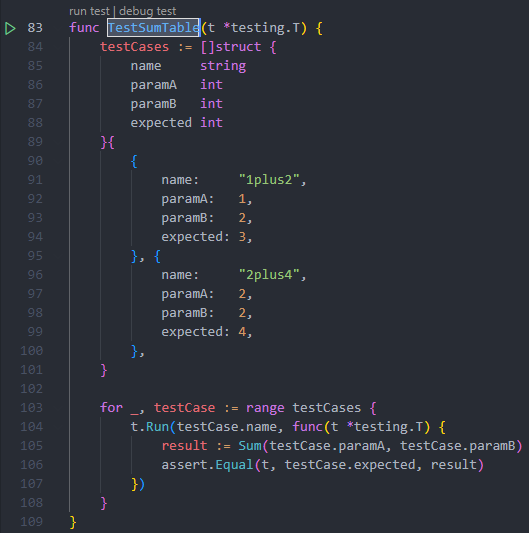 run test | debug test
83 func TestSumTable(t *testing.T) {
84     testCases := []struct {
85         name     string
86         paramA   int
87         paramB   int
88         expected int
89     }{
90         {
91             name:     "1plus2",
92             paramA:   1,
93             paramB:   2,
94             expected: 3,
95         }, {
96             name:     "2plus4",
97             paramA:   2,
98             paramB:   2,
99             expected: 4,
100         },
101     }
102
103     for _, testCase := range testCases {
104         t.Run(testCase.name, func(t *testing.T) {
105             result := Sum(testCase.paramA, testCase.paramB)
106             assert.Equal(t, testCase.expected, result)
107         })
108     }
109 }